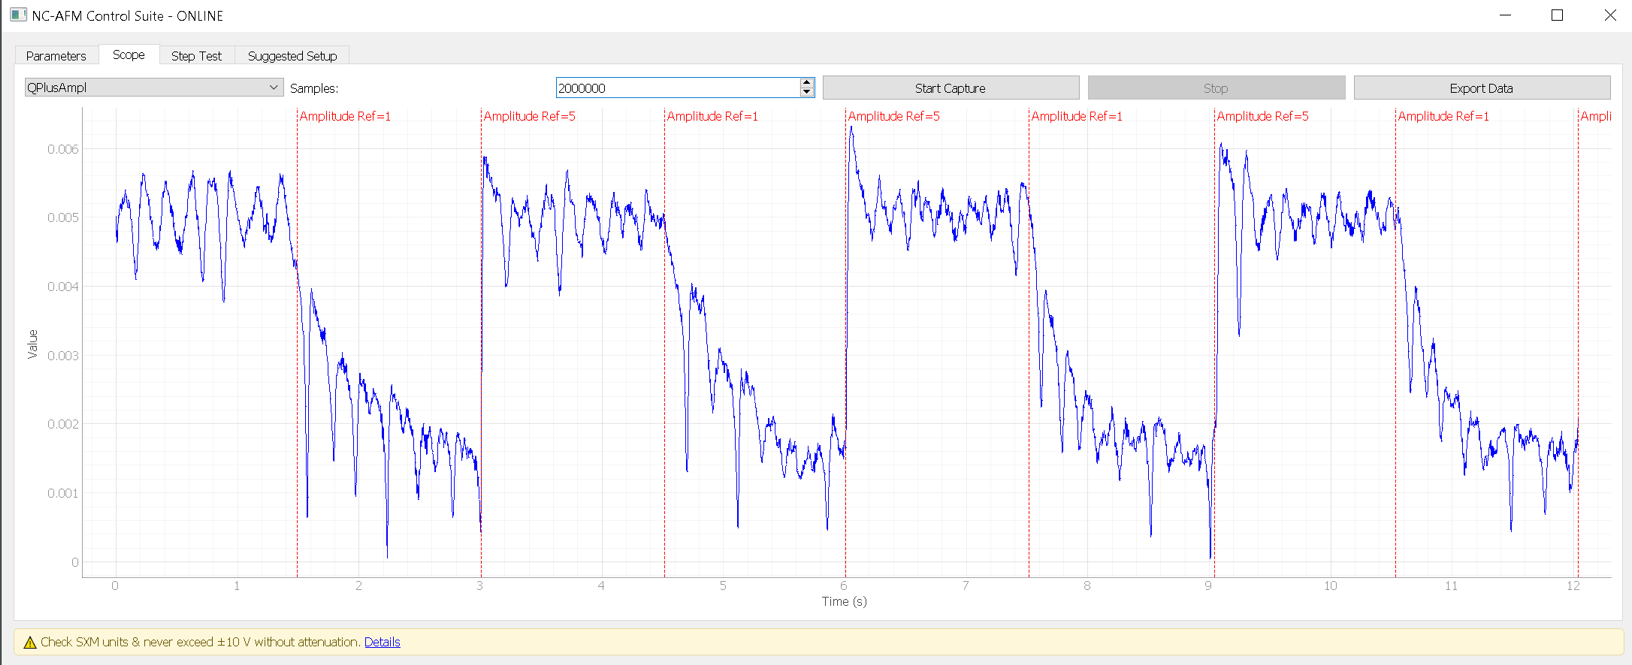 NC-AFM Control Suite - ONLINE
Parameters Scope Step Test Suggested Setup
QPlusAmpl Samples: 2000000 Start Capture Stop Export Data
Amplitude Ref=1 Amplitude Ref=5 Amplitude Ref=1 Amplitude Ref=5 Amplitude Ref=1 Amplitude Ref=5 Amplitude Ref=1 Ampli
0.006
0.005
0.004
0.003
0.002
0.001
0
Value
0 1 2 3 4 5 6 7 8 9 10 11 12
Time (s)
Check SXM units & never exceed ±10 V without attenuation. Details